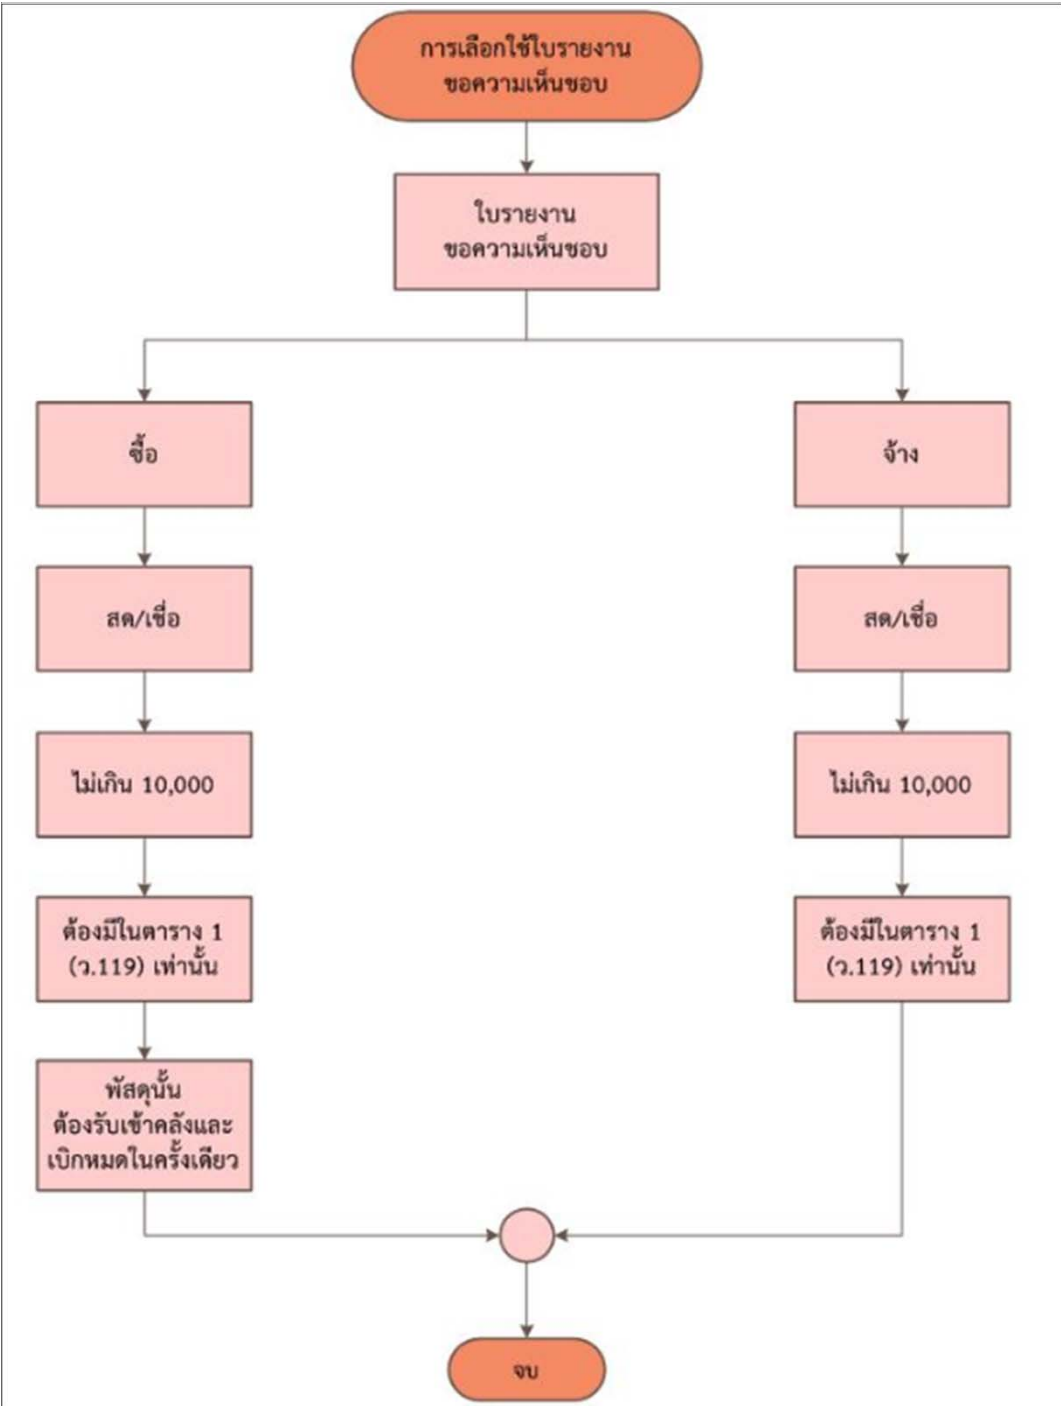 การเลือกใช้ใบรายงาน
ขอความเห็นชอบ
ใบรายงาน
ขอความเห็นชอบ
ซื้อ
สด/เชื่อ
ไม่เกิน 10,000
ต้องมีในตาราง 1
(ว.119) เท่านั้น
พัสดุนั้น
ต้องรับเข้าคลังและ
เบิกหมดในครั้งเดียว
จ้าง
สด/เชื่อ
ไม่เกิน 10,000
ต้องมีในตาราง 1
(ว.119) เท่านั้น
จบ